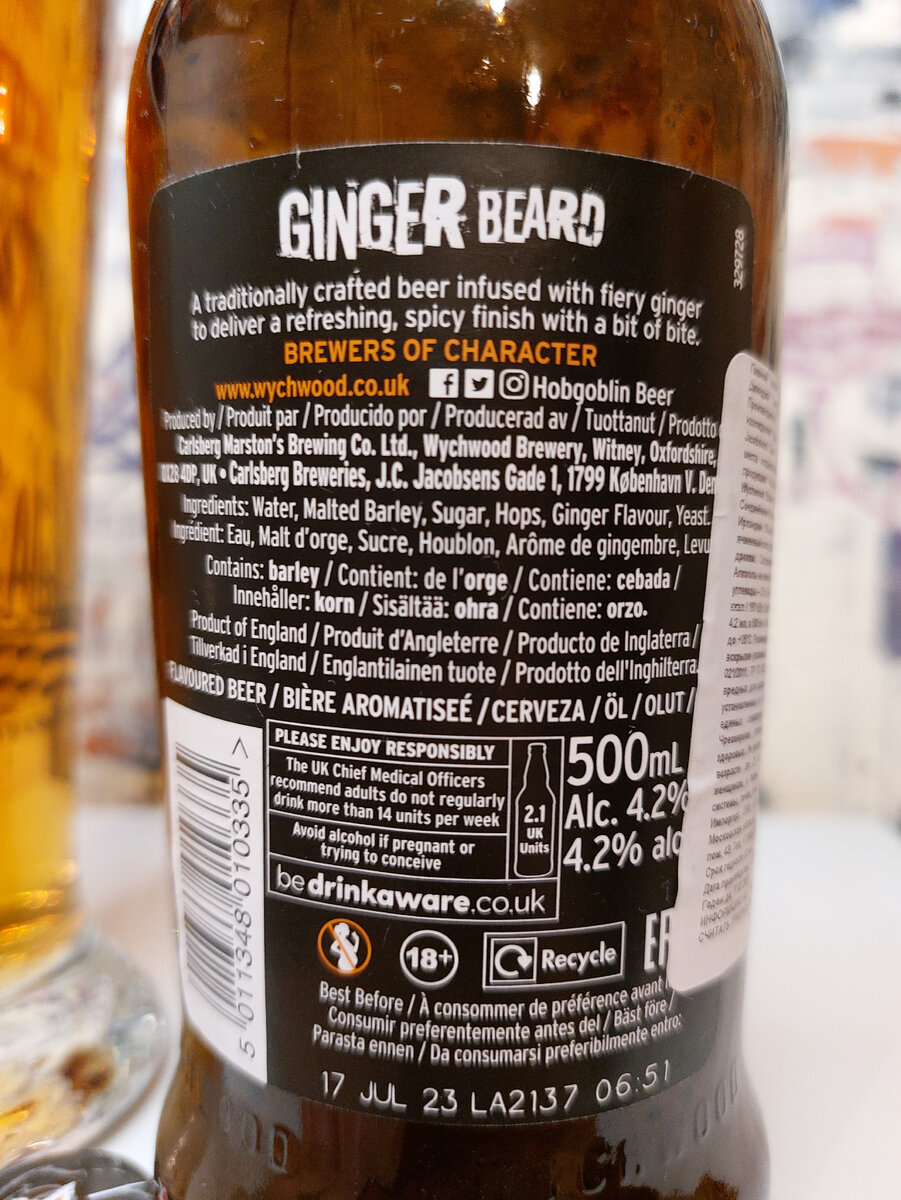 GINGER BEARD
329728
A traditionally crafted beer infused with fiery ginger
to deliver a refreshing, spicy finish with a bit of bite.
BREWERS OF CHARACTER
www.wychwood.co.uk Hobgoblin Beer
Produced by / Produit par / Producido por / Producerad av / Tuottanut / Prodotto
Carlsberg Marston's Brewing Co. Ltd., Wychwood Brewery, Witney, Oxfordshire,
OX28 4DP, UK • Carlsberg Breweries, J.C. Jacobsens Gade 1, 1799 København V. Den
Ingredients: Water, Malted Barley, Sugar, Hops, Ginger Flavour, Yeast.
Ingrédient: Eau, Malt d'orge, Sucre, Houblon, Arôme de gingembre, Levu
Contains: barley / Contient: de l'orge / Contiene: cebada /
Innehåller: korn / Sisältää: ohra / Contiene: orzo.
Product of England / Produit d'Angleterre / Producto de Inglaterra /
Tillverkad i England / Englantilainen tuote / Prodotto dell'Inghilterra
FLAVOURED BEER / BIÈRE AROMATISEÉ / CERVEZA / ÖL / OLUT /
PLEASE ENJOY RESPONSIBLY
The UK Chief Medical Officers
recommend adults do not regularly
drink more than 14 units per week
Avoid alcohol if pregnant or
trying to conceive
bedrinkaware.co.uk
2.1
UK
Units
500mL
Alc. 4.2%
4.2% alc
5 011348 010335 >
18+
Recycle
Best Before / À consommer de préférence avant
Consumir preferentemente antes del / Bäst före /
Parasta ennen / Da consumarsi preferibilmente entro:
17 JUL 23 LA2137 06:51